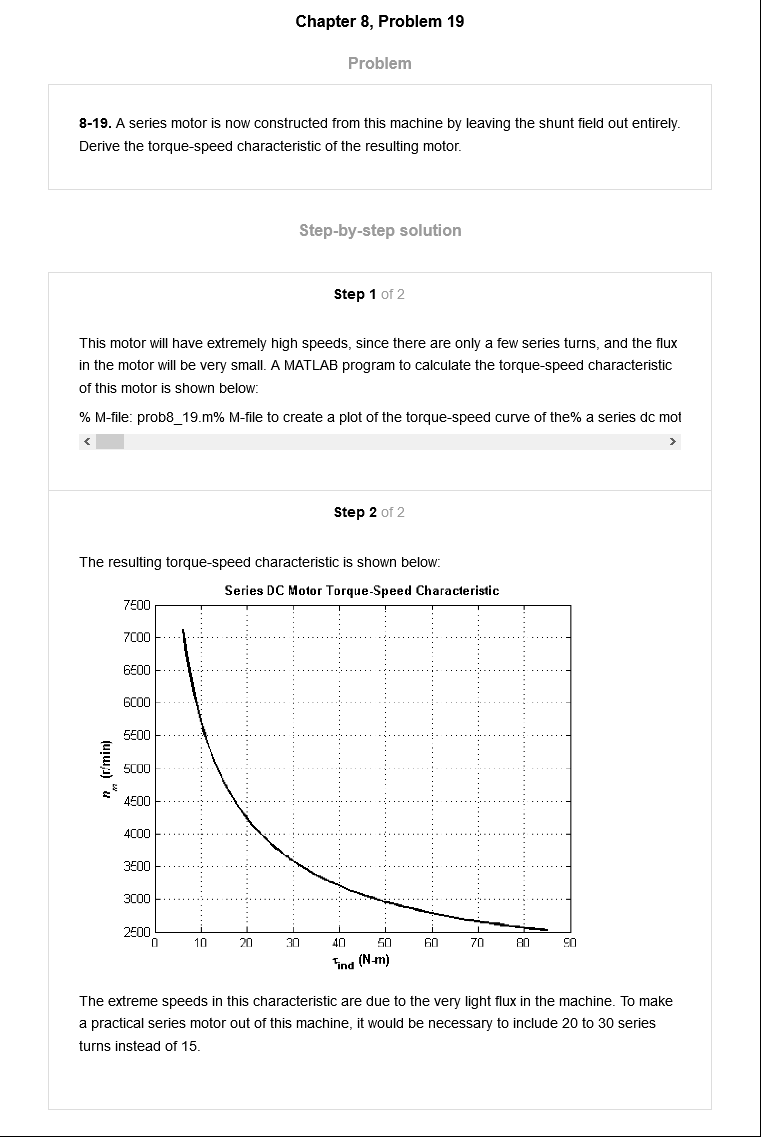 Chapter 8, Problem 19
Problem
8-19. A series motor is now constructed from this machine by leaving the shunt field out entirely.
Derive the torque-speed characteristic of the resulting motor.
Step-by-step solution
Step 1 of 2
This motor will have extremely high speeds, since there are only a few series turns, and the flux
in the motor will be very small. A MATLAB program to calculate the torque-speed characteristic
of this motor is shown below:
% M-file: prob8_19.m% M-file to create a plot of the torque-speed curve of the% a series dc mot
Step 2 of 2
The resulting torque-speed characteristic is shown below:
Series DC Motor Torque-Speed Characteristic
7500
7000
6500
6000
5500
5000
4500
4000
3500
3000
2500
n_m (r/min)
0 10 20 30 40 50 60 70 80 90
τ_ind (N-m)
The extreme speeds in this characteristic are due to the very light flux in the machine. To make
a practical series motor out of this machine, it would be necessary to include 20 to 30 series
turns instead of 15.